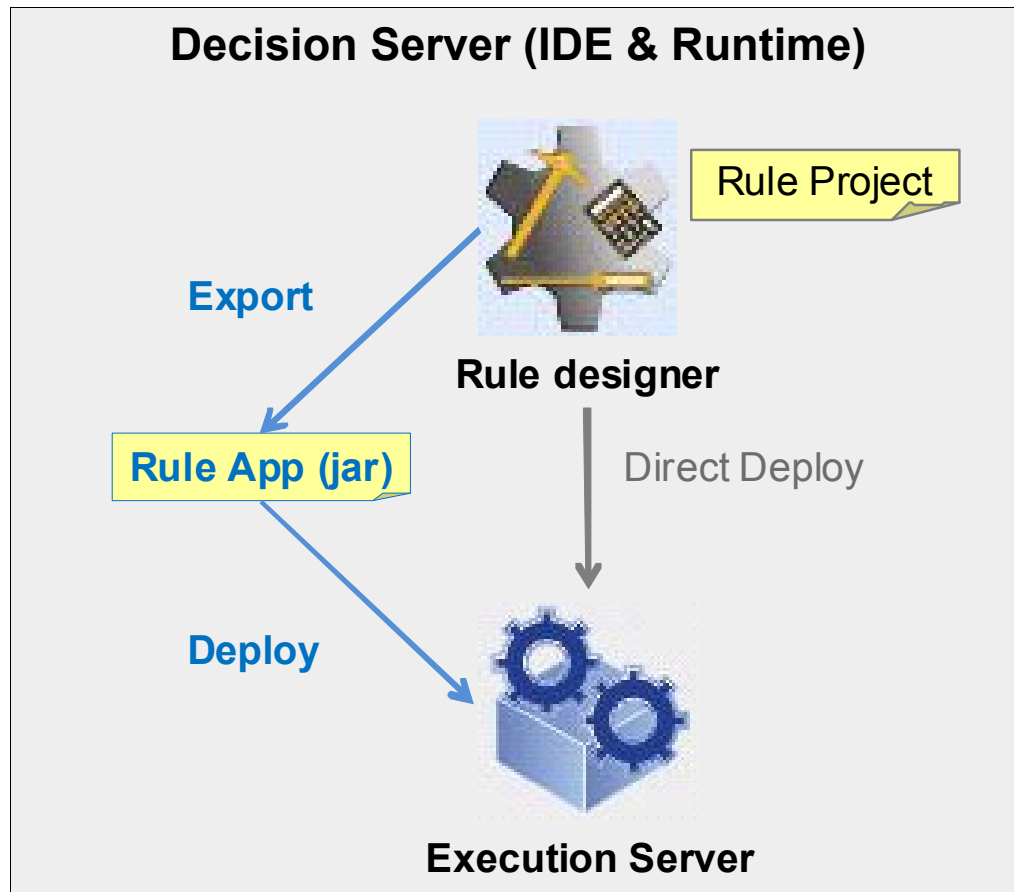 Decision Server (IDE & Runtime)
Rule Project
Export
Rule designer
Rule App (jar)
Direct Deploy
Deploy
Execution Server